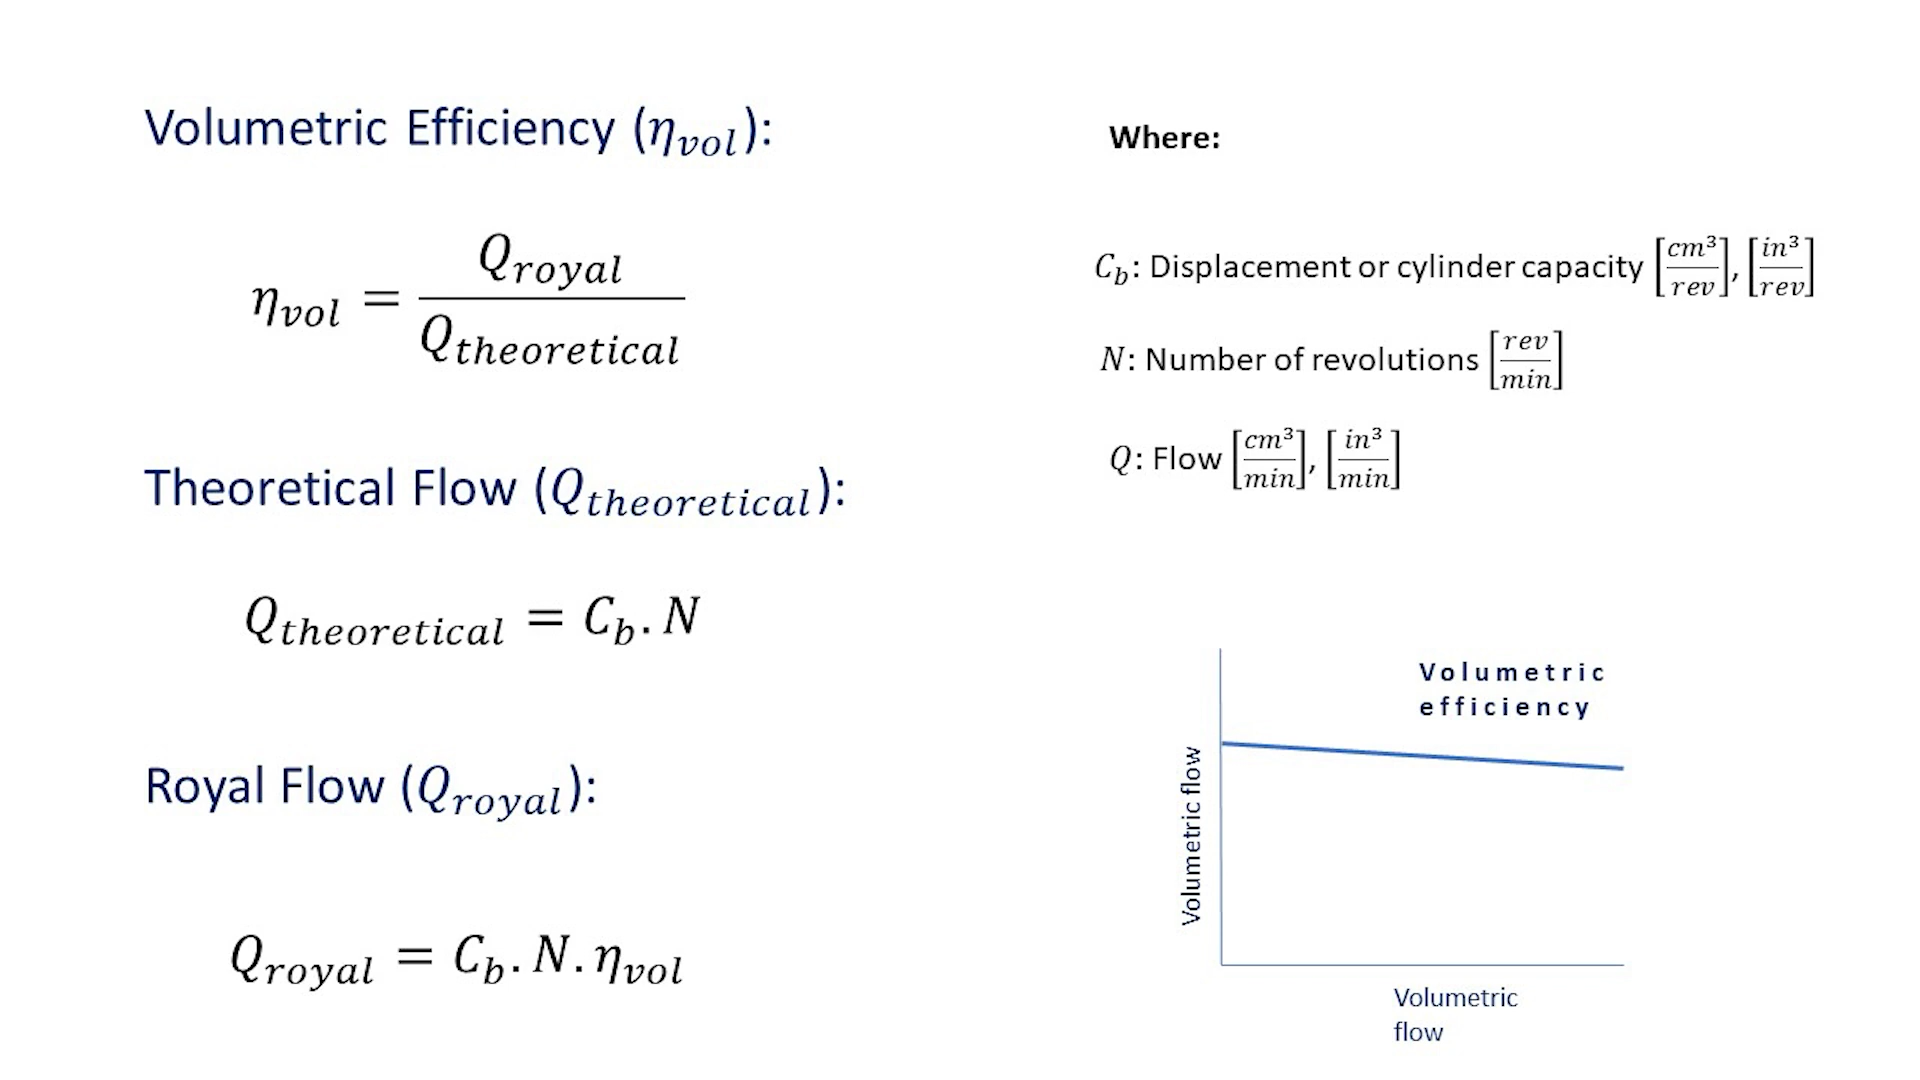 Volumetric Efficiency (η_vol):
η_vol = Q_royal / Q_theoretical
Theoretical Flow (Q_theoretical):
Q_theoretical = C_b. N
Royal Flow (Q_royal):
Q_royal = C_b. N. η_vol
Where:
C_b: Displacement or cylinder capacity [cm³/rev], [in³/rev]
N: Number of revolutions [rev/min]
Q: Flow [cm³/min], [in³/min]
Volumetric
efficiency
Volumetric flow
Volumetric
flow